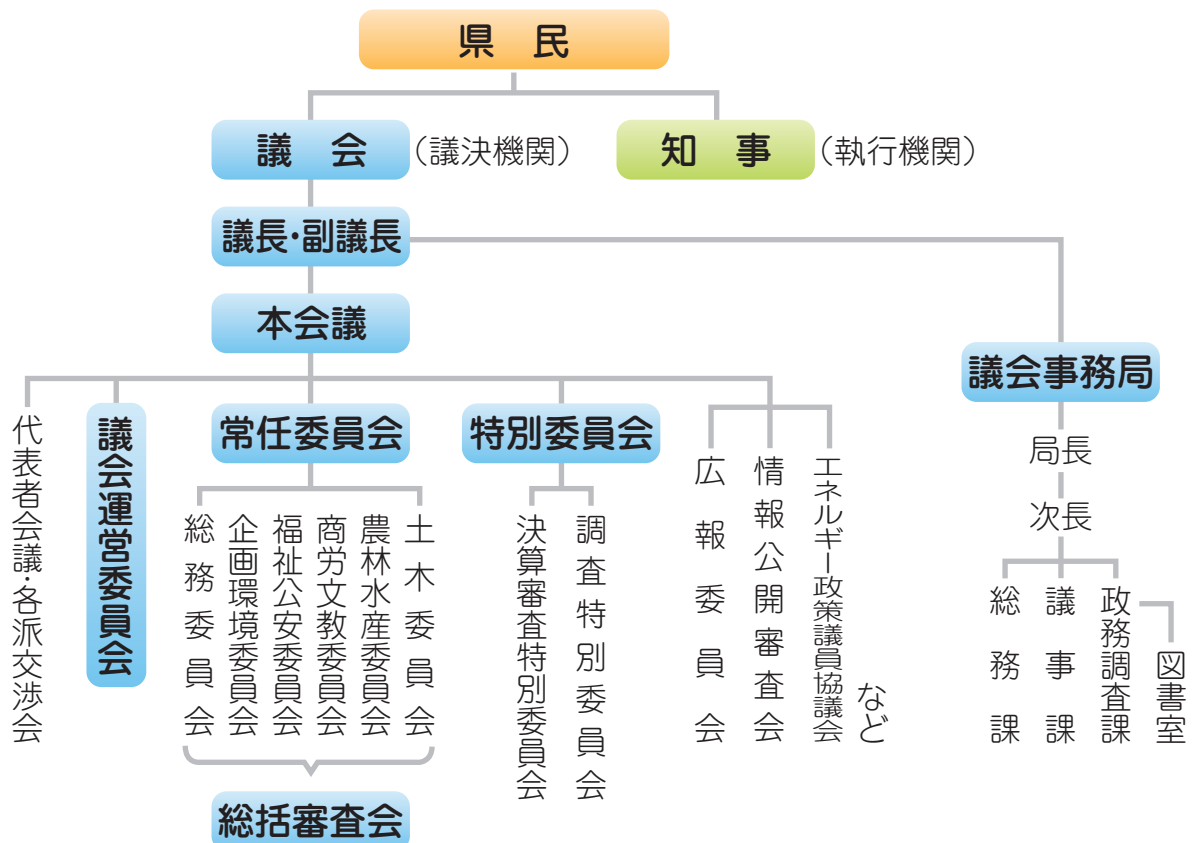 県 民
議 会
(議決機関)
知 事
(執行機関)
議長・副議長
本会議
議会事務局
代表者会議・各派交渉会
議会運営委員会
常任委員会
総務委員会
企画環境委員会
福祉公安委員会
商労文教委員会
農林水産委員会
土木委員会
総括審査会
特別委員会
決算審査特別委員会
調査特別委員会
広報委員会
情報公開審査会
エネルギー政策議員協議会
など
局長
次長
総務課
議事課
政務調査課
図書室